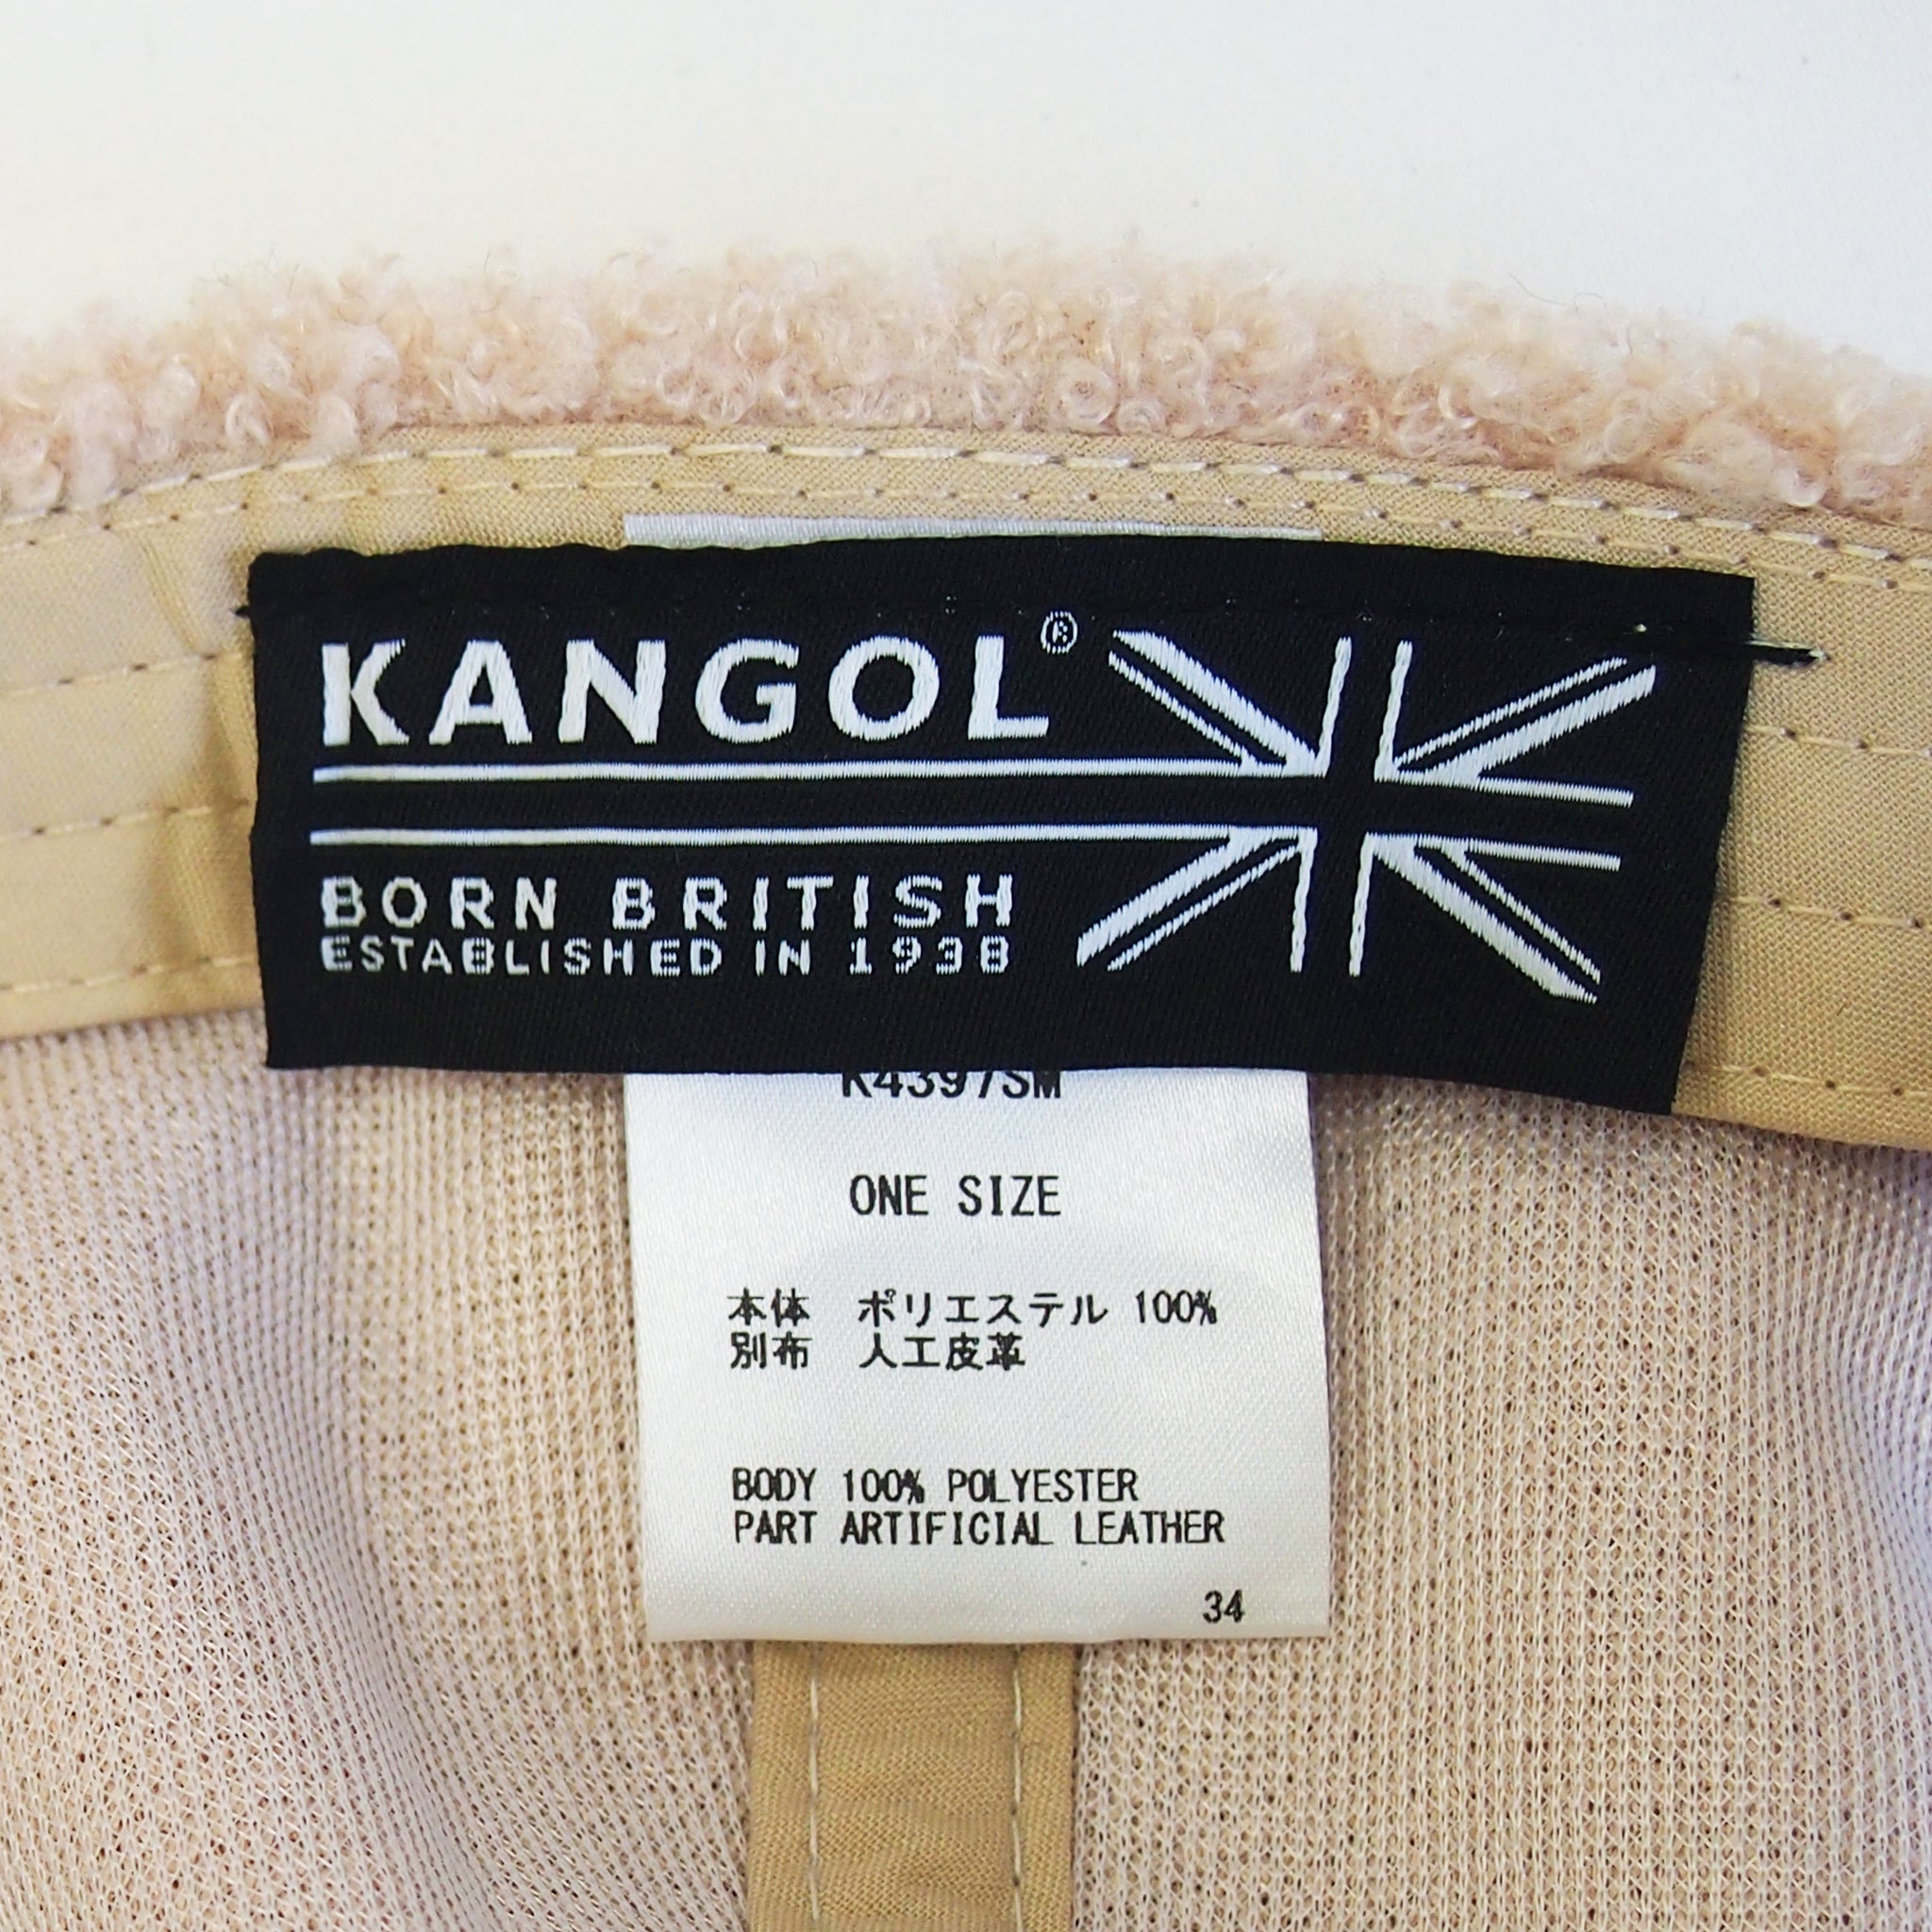 KANGOL®
BORN BRITISH
ESTABLISHED IN 1938
K4397SM
ONE SIZE
本体 ポリエステル 100%
別布 人工皮革
BODY 100% POLYESTER
PART ARTIFICIAL LEATHER
34